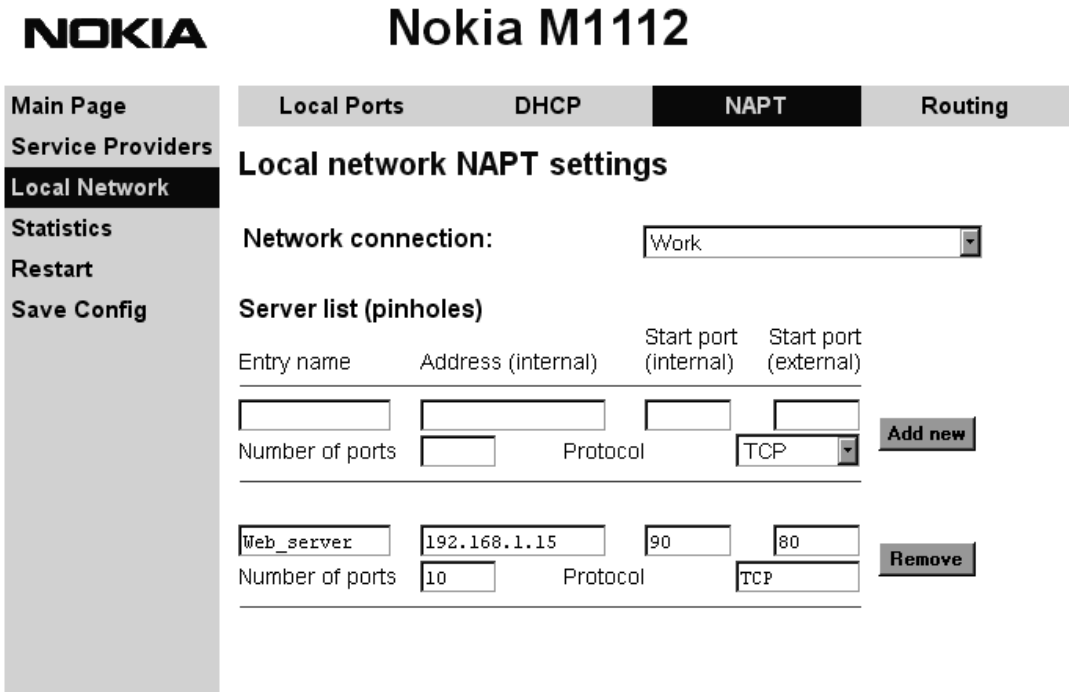 NOKIA
Nokia M1112
Main Page
Service Providers
Local Network
Statistics
Restart
Save Config
Local Ports DHCP NAPT Routing
Local network NAPT settings
Network connection: Work
Server list (pinholes)
Entry name Address (internal) Start port (internal) Start port (external)
Add new
Number of ports Protocol TCP
Web_server 192.168.1.15 90 80
Remove
Number of ports 10 Protocol TCP